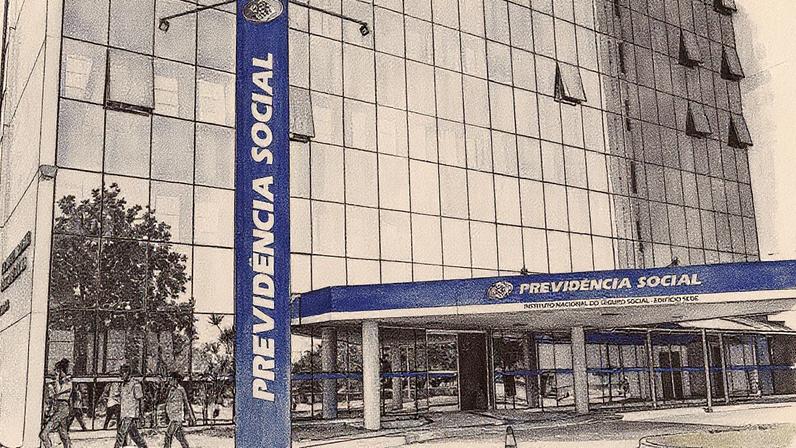 PREVIDÊNCIA SOCIAL
PREVIDÊNCIA SOCIAL
INSTITUTO NACIONAL DO SEGURO SOCIAL - EDIFÍCIO SEDE